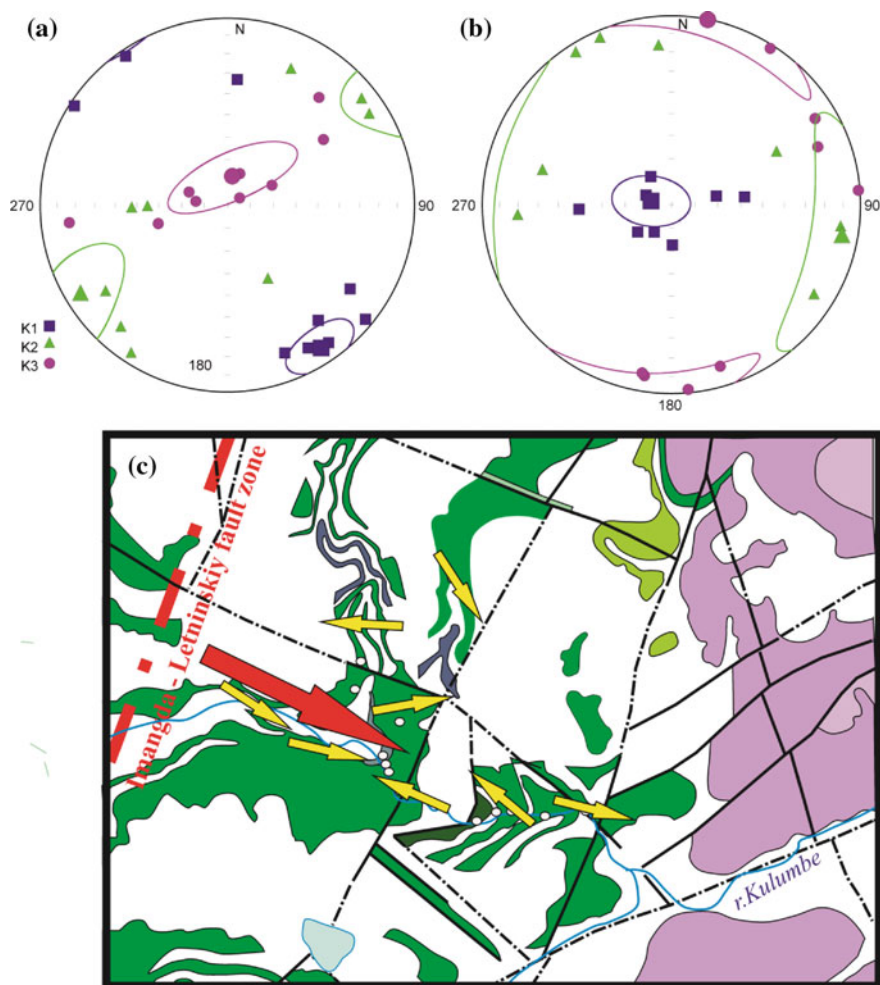 (a)
N
270
90
180
K1
K2
K3
(b)
N
270
90
180
(c)
Imangda - Letninskiy fault zone
r.Kulumbe